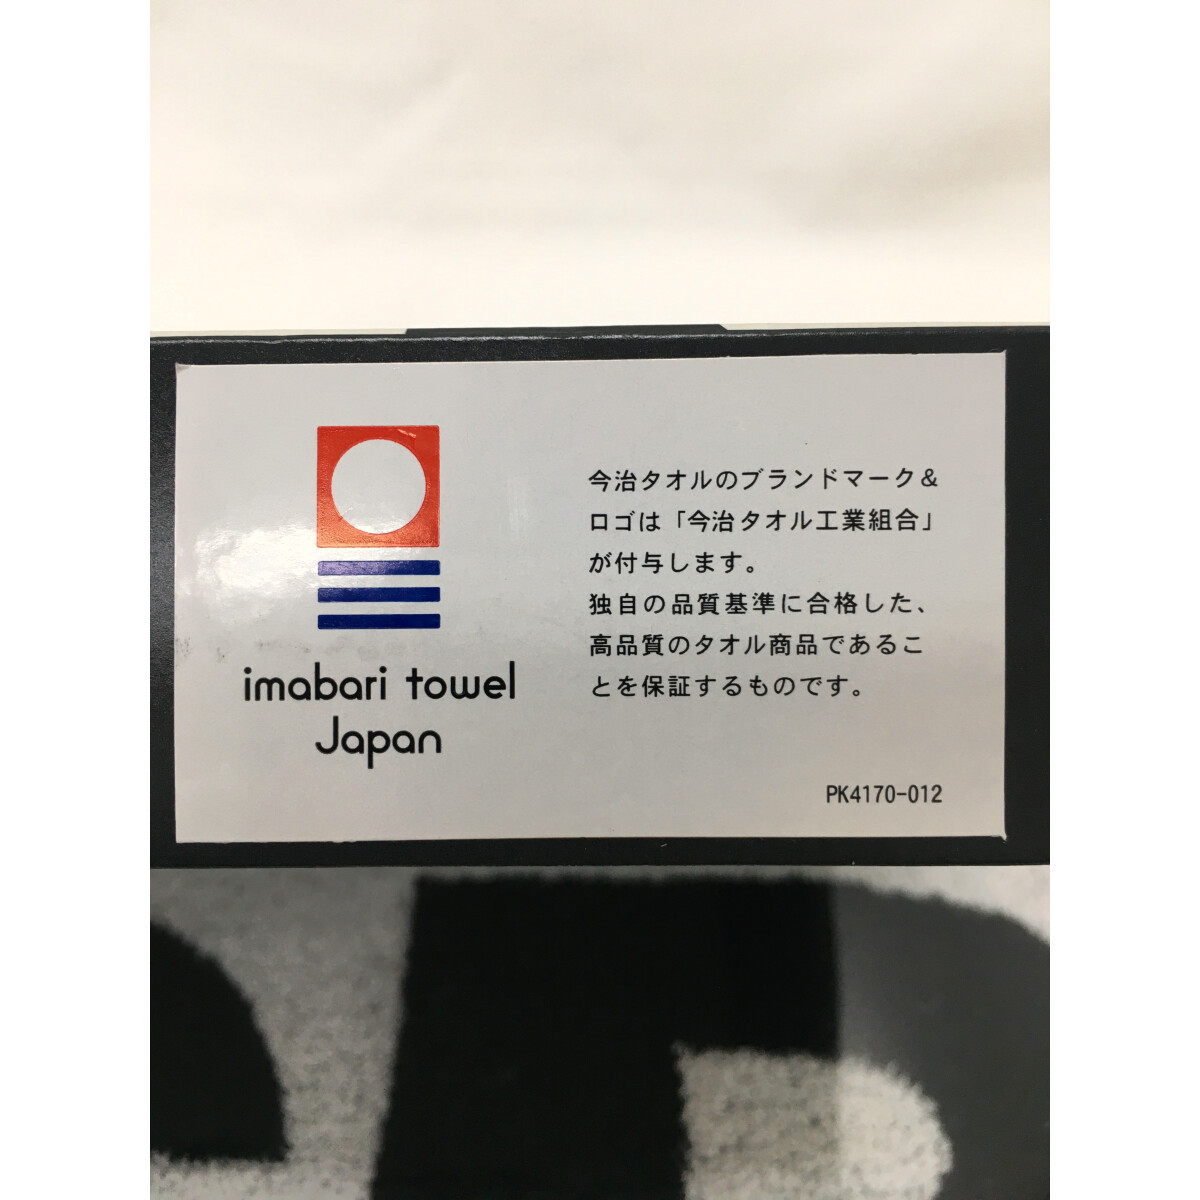 imabari towel
Japan
今治タオルのブランドマーク&
ロゴは「今治タオル工業組合」
が付与します。
独自の品質基準に合格した、
高品質のタオル商品であるこ
とを保証するものです。
PK4170-012